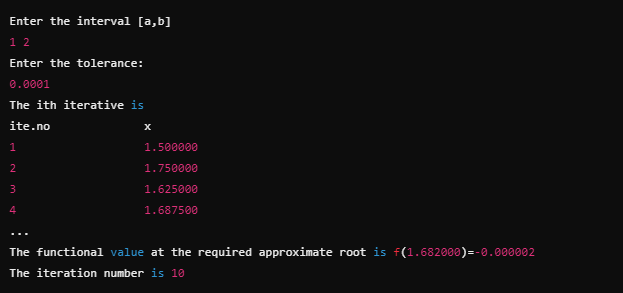 Enter the interval [a,b]
1 2
Enter the tolerance:
0.0001
The ith iterative is
ite.no x
1 1.500000
2 1.750000
3 1.625000
4 1.687500
...
The functional value at the required approximate root is f(1.682000)=-0.000002
The iteration number is 10